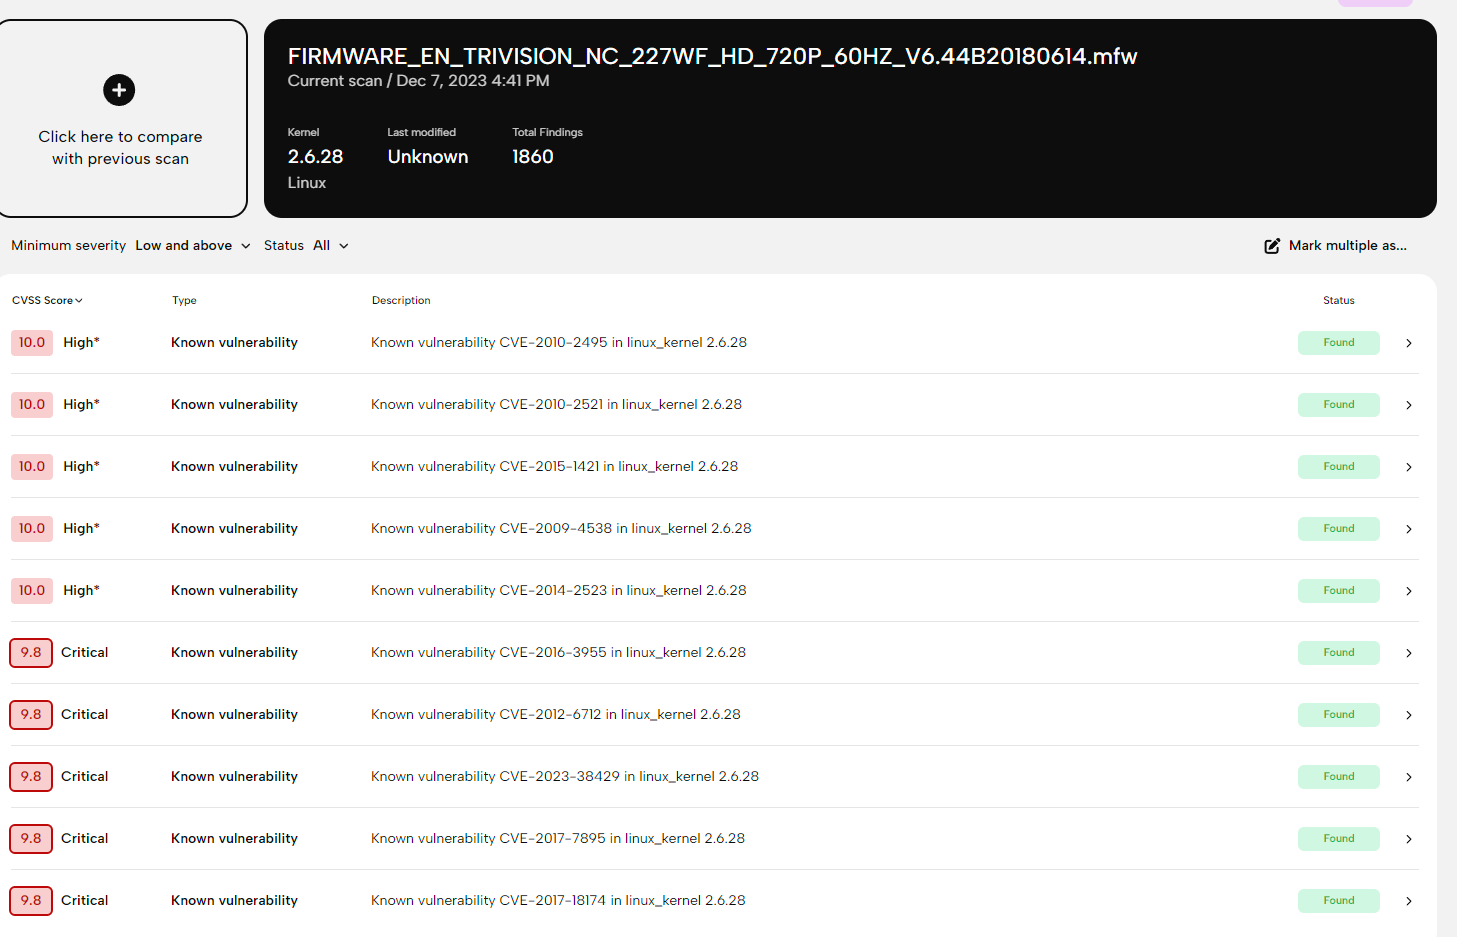 FIRMWARE_EN_TRIVISION_NC_227WF_HD_720P_60HZ_V6.44B20180614.mfw
Current scan / Dec 7, 2023 4:41 PM
Click here to compare
with previous scan
Kernel Last modified Total Findings
2.6.28 Unknown 1860
Linux
Minimum severity Low and above Status All Mark multiple as...
CVSS Score Type Description Status
10.0 High* Known vulnerability Known vulnerability CVE-2010-2495 in linux_kernel 2.6.28 Found
10.0 High* Known vulnerability Known vulnerability CVE-2010-2521 in linux_kernel 2.6.28 Found
10.0 High* Known vulnerability Known vulnerability CVE-2015-1421 in linux_kernel 2.6.28 Found
10.0 High* Known vulnerability Known vulnerability CVE-2009-4538 in linux_kernel 2.6.28 Found
10.0 High* Known vulnerability Known vulnerability CVE-2014-2523 in linux_kernel 2.6.28 Found
9.8 Critical Known vulnerability Known vulnerability CVE-2016-3955 in linux_kernel 2.6.28 Found
9.8 Critical Known vulnerability Known vulnerability CVE-2012-6712 in linux_kernel 2.6.28 Found
9.8 Critical Known vulnerability Known vulnerability CVE-2023-38429 in linux_kernel 2.6.28 Found
9.8 Critical Known vulnerability Known vulnerability CVE-2017-7895 in linux_kernel 2.6.28 Found
9.8 Critical Known vulnerability Known vulnerability CVE-2017-18174 in linux_kernel 2.6.28 Found